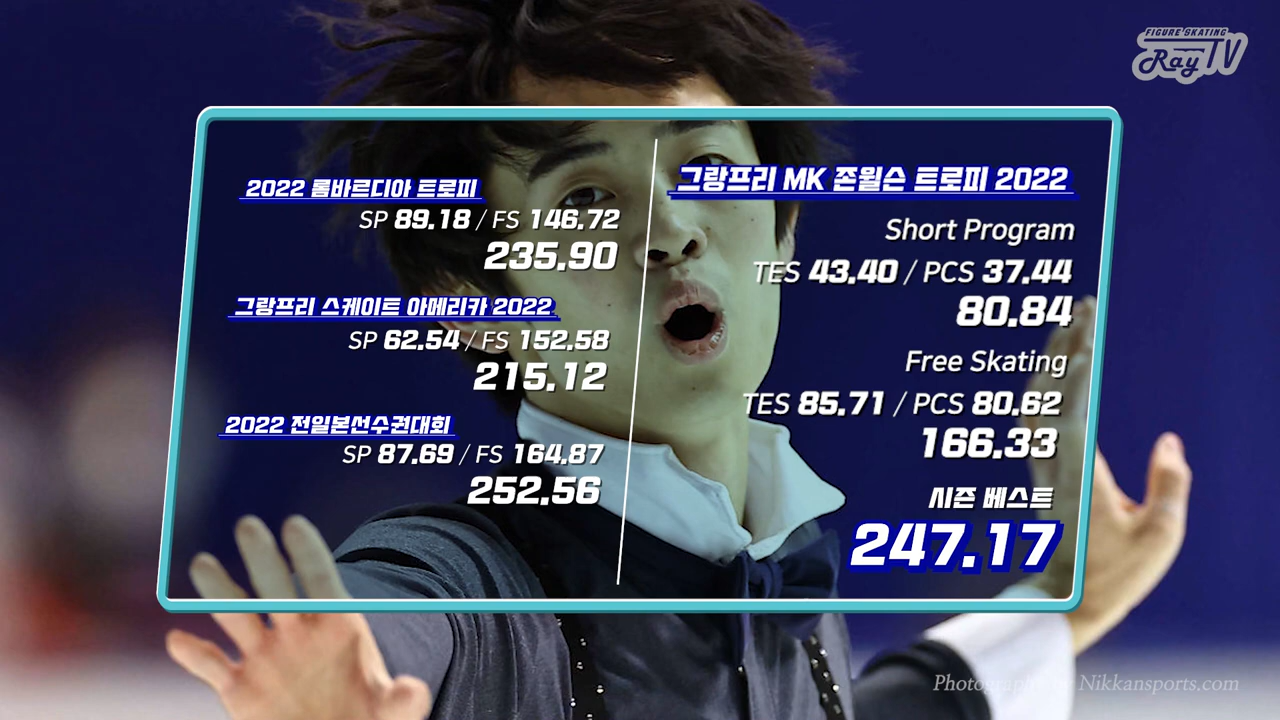 FIGURE SKATING
Ray TV
2022 롬바르디아 트로피
SP 89.18 / FS 146.72
235.90
그랑프리 스케이트 아메리카 2022
SP 62.54 / FS 152.58
215.12
2022 전일본선수권대회
SP 87.69 / FS 164.87
252.56
그랑프리 MK 존윌슨 트로피 2022
Short Program
TES 43.40 / PCS 37.44
80.84
Free Skating
TES 85.71 / PCS 80.62
166.33
시즌 베스트
247.17
Photography by Nikkansports.com